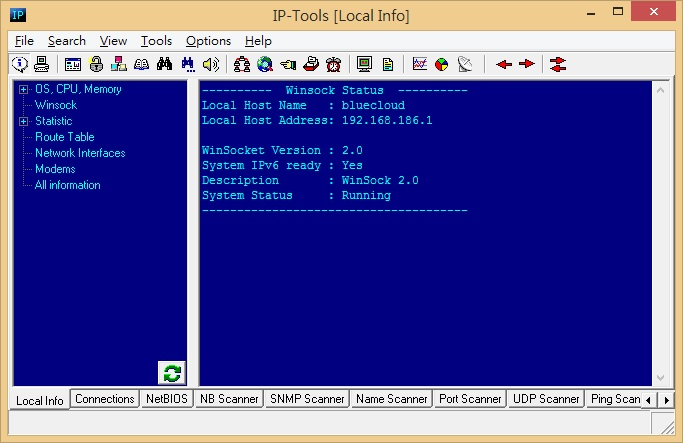 IP
IP-Tools [Local Info]
File Search View Tools Options Help
OS, CPU, Memory
Winsock
Statistic
Route Table
Network Interfaces
Modems
All information
---------- Winsock Status ----------
Local Host Name : bluecloud
Local Host Address: 192.168.186.1
WinSocket Version : 2.0
System IPv6 ready : Yes
Description : WinSock 2.0
System Status : Running
--------------------------------------
Local Info Connections NetBIOS NB Scanner SNMP Scanner Name Scanner Port Scanner UDP Scanner Ping Scan